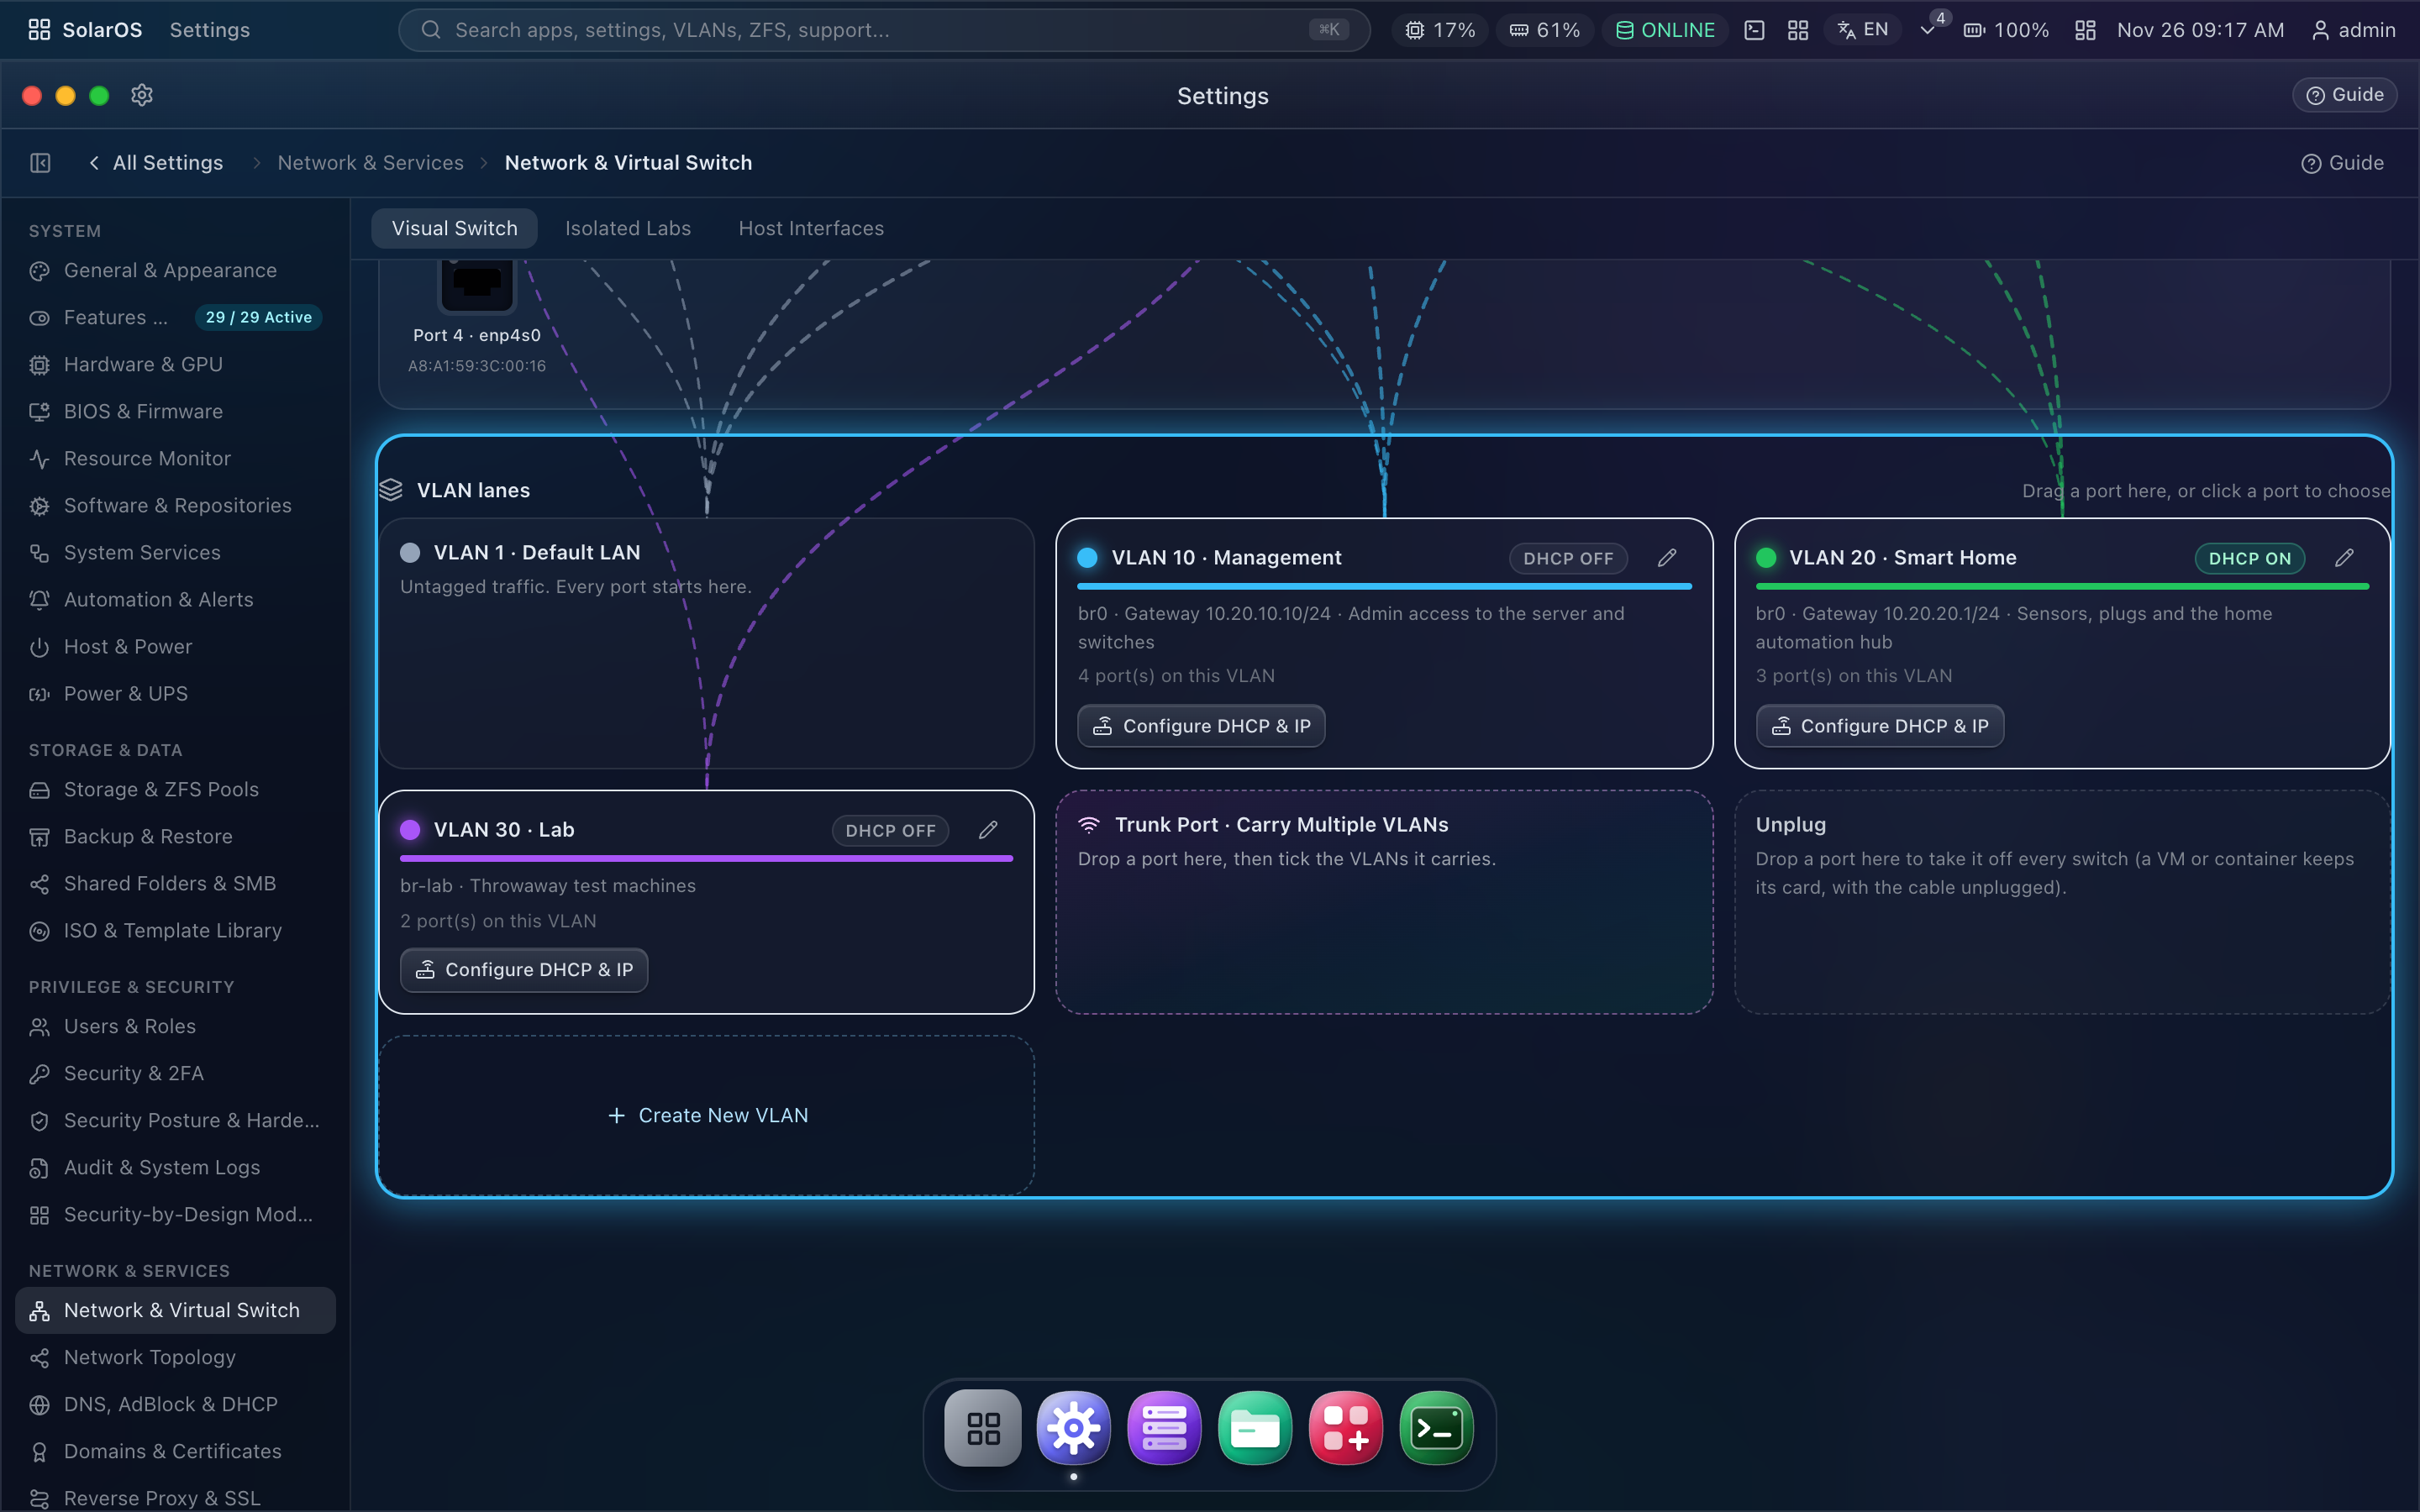 SolarOS
Settings
Search apps, settings, VLANs, ZFS, support...
⌘K
17%
61%
ONLINE
EN
4
100%
Nov 26 09:17 AM
admin
Settings
Guide
All Settings
Network & Services
Network & Virtual Switch
Guide
SYSTEM
General & Appearance
Features ...
29 / 29 Active
Hardware & GPU
BIOS & Firmware
Resource Monitor
Software & Repositories
System Services
Automation & Alerts
Host & Power
Power & UPS
STORAGE & DATA
Storage & ZFS Pools
Backup & Restore
Shared Folders & SMB
ISO & Template Library
PRIVILEGE & SECURITY
Users & Roles
Security & 2FA
Security Posture & Harde...
Audit & System Logs
Security-by-Design Mod...
NETWORK & SERVICES
Network & Virtual Switch
Network Topology
DNS, AdBlock & DHCP
Domains & Certificates
Reverse Proxy & SSL
Visual Switch
Isolated Labs
Host Interfaces
Port 4 · enp4s0
A8:A1:59:3C:00:16
VLAN lanes
Drag a port here, or click a port to choose
VLAN 1 · Default LAN
Untagged traffic. Every port starts here.
VLAN 10 · Management
DHCP OFF
br0 · Gateway 10.20.10.10/24 · Admin access to the server and
switches
4 port(s) on this VLAN
Configure DHCP & IP
VLAN 20 · Smart Home
DHCP ON
br0 · Gateway 10.20.20.1/24 · Sensors, plugs and the home
automation hub
3 port(s) on this VLAN
Configure DHCP & IP
VLAN 30 · Lab
DHCP OFF
br-lab · Throwaway test machines
2 port(s) on this VLAN
Configure DHCP & IP
Trunk Port · Carry Multiple VLANs
Drop a port here, then tick the VLANs it carries.
Unplug
Drop a port here to take it off every switch (a VM or container keeps
its card, with the cable unplugged).
Create New VLAN